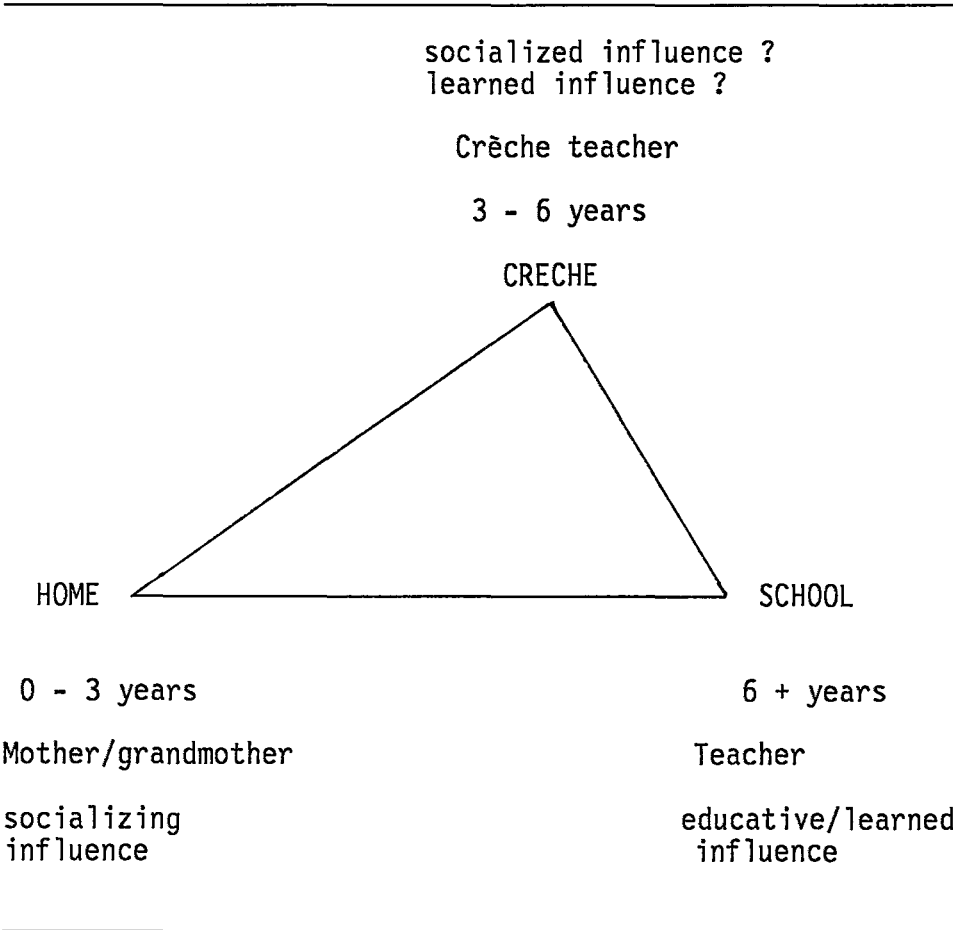 socialized influence ?
learned influence ?
Crèche teacher
3 - 6 years
CRECHE
HOME
SCHOOL
0 - 3 years
6 + years
Mother/grandmother
Teacher
socializing
influence
educative/learned
influence